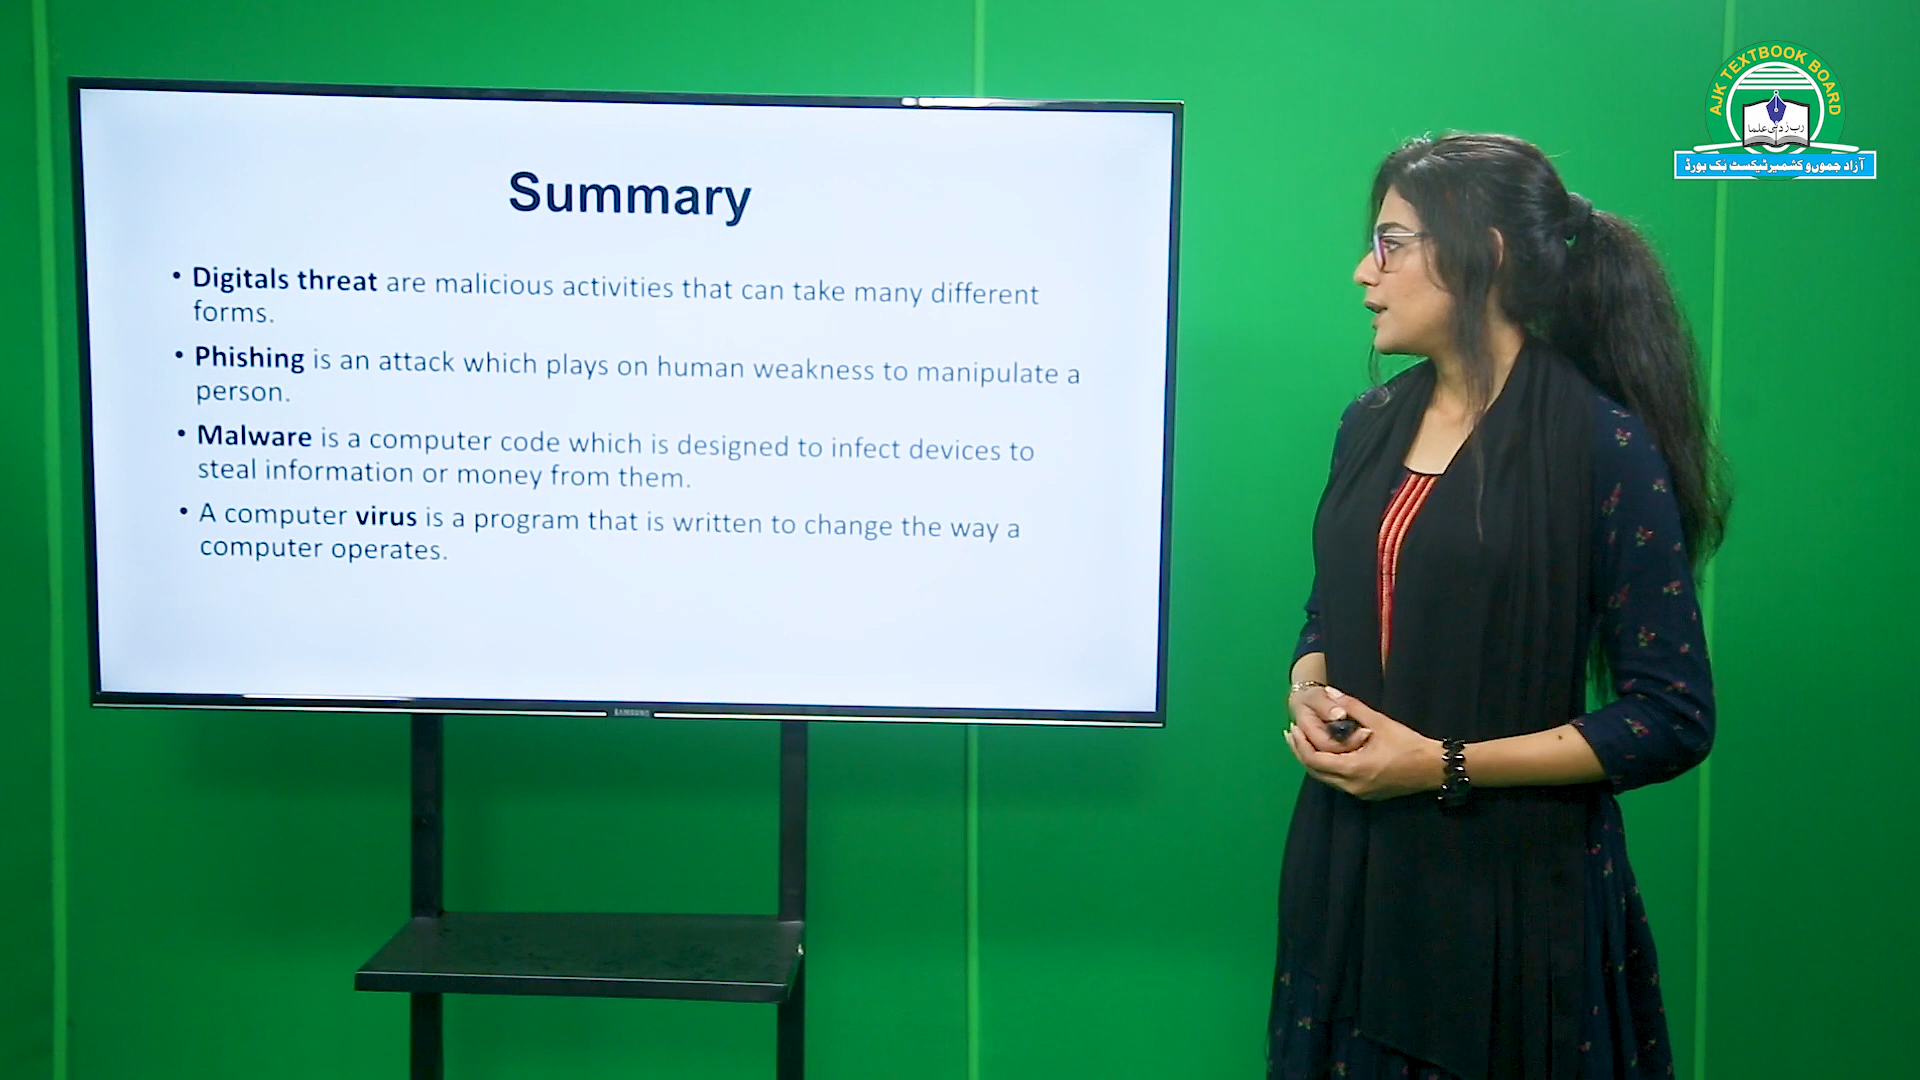 AJK TEXTBOOK BOARD
آزاد جموں و کشمیر ٹیکسٹ بک بورڈ
Summary
• Digitals threat are malicious activities that can take many different
forms.
• Phishing is an attack which plays on human weakness to manipulate a
person.
• Malware is a computer code which is designed to infect devices to
steal information or money from them.
• A computer virus is a program that is written to change the way a
computer operates.
SAMSUNG